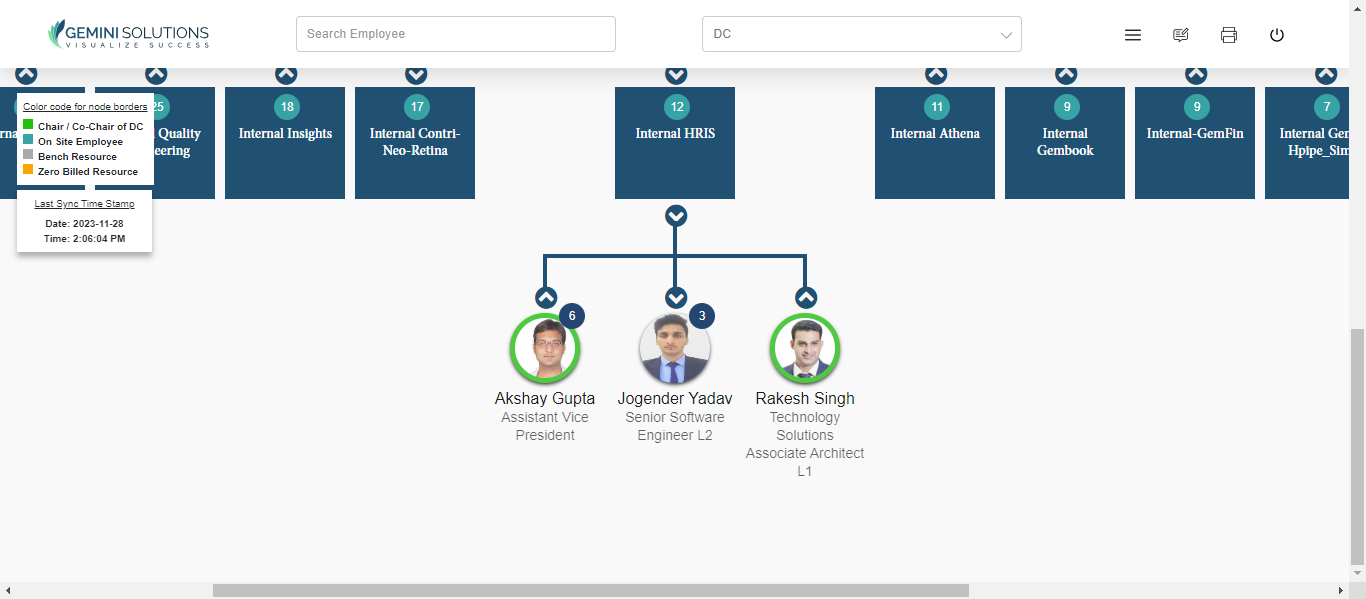 GEMINI SOLUTIONS
VISUALIZE SUCCESS
Search Employee
DC
Color code for node borders
Chair / Co-Chair of DC
On Site Employee
Bench Resource
Zero Billed Resource
Last Sync Time Stamp
Date: 2023-11-28
Time: 2:06:04 PM
25
Quality
18
Internal Insights
17
Internal Contri-
Neo-Retina
12
Internal HRIS
11
Internal Athena
9
Internal
Gembook
9
Internal-GemFin
7
Internal Gem
Hpipe_Sim
6
Akshay Gupta
Assistant Vice
President
3
Jogender Yadav
Senior Software
Engineer L2
Rakesh Singh
Technology
Solutions
Associate Architect
L1